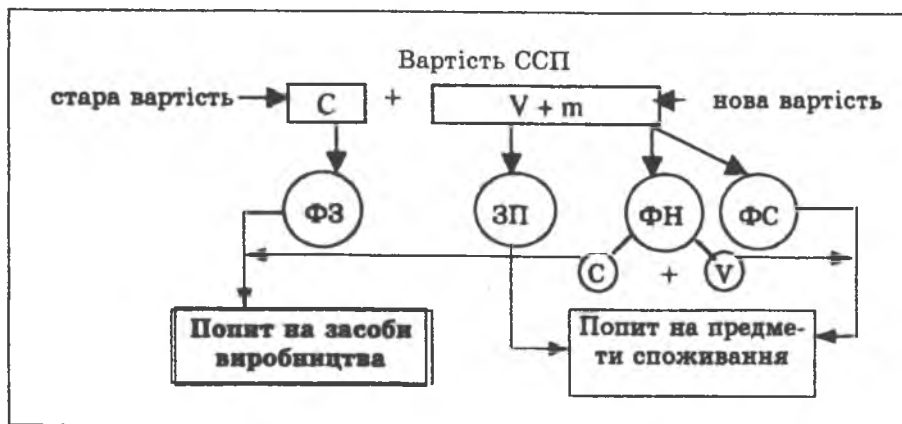 Вартість ССП
стара вартість C + V + m нова вартість
ФЗ ЗП ФН ФС
C + V
Попит на засоби
виробництва
Попит на предме-
ти споживання